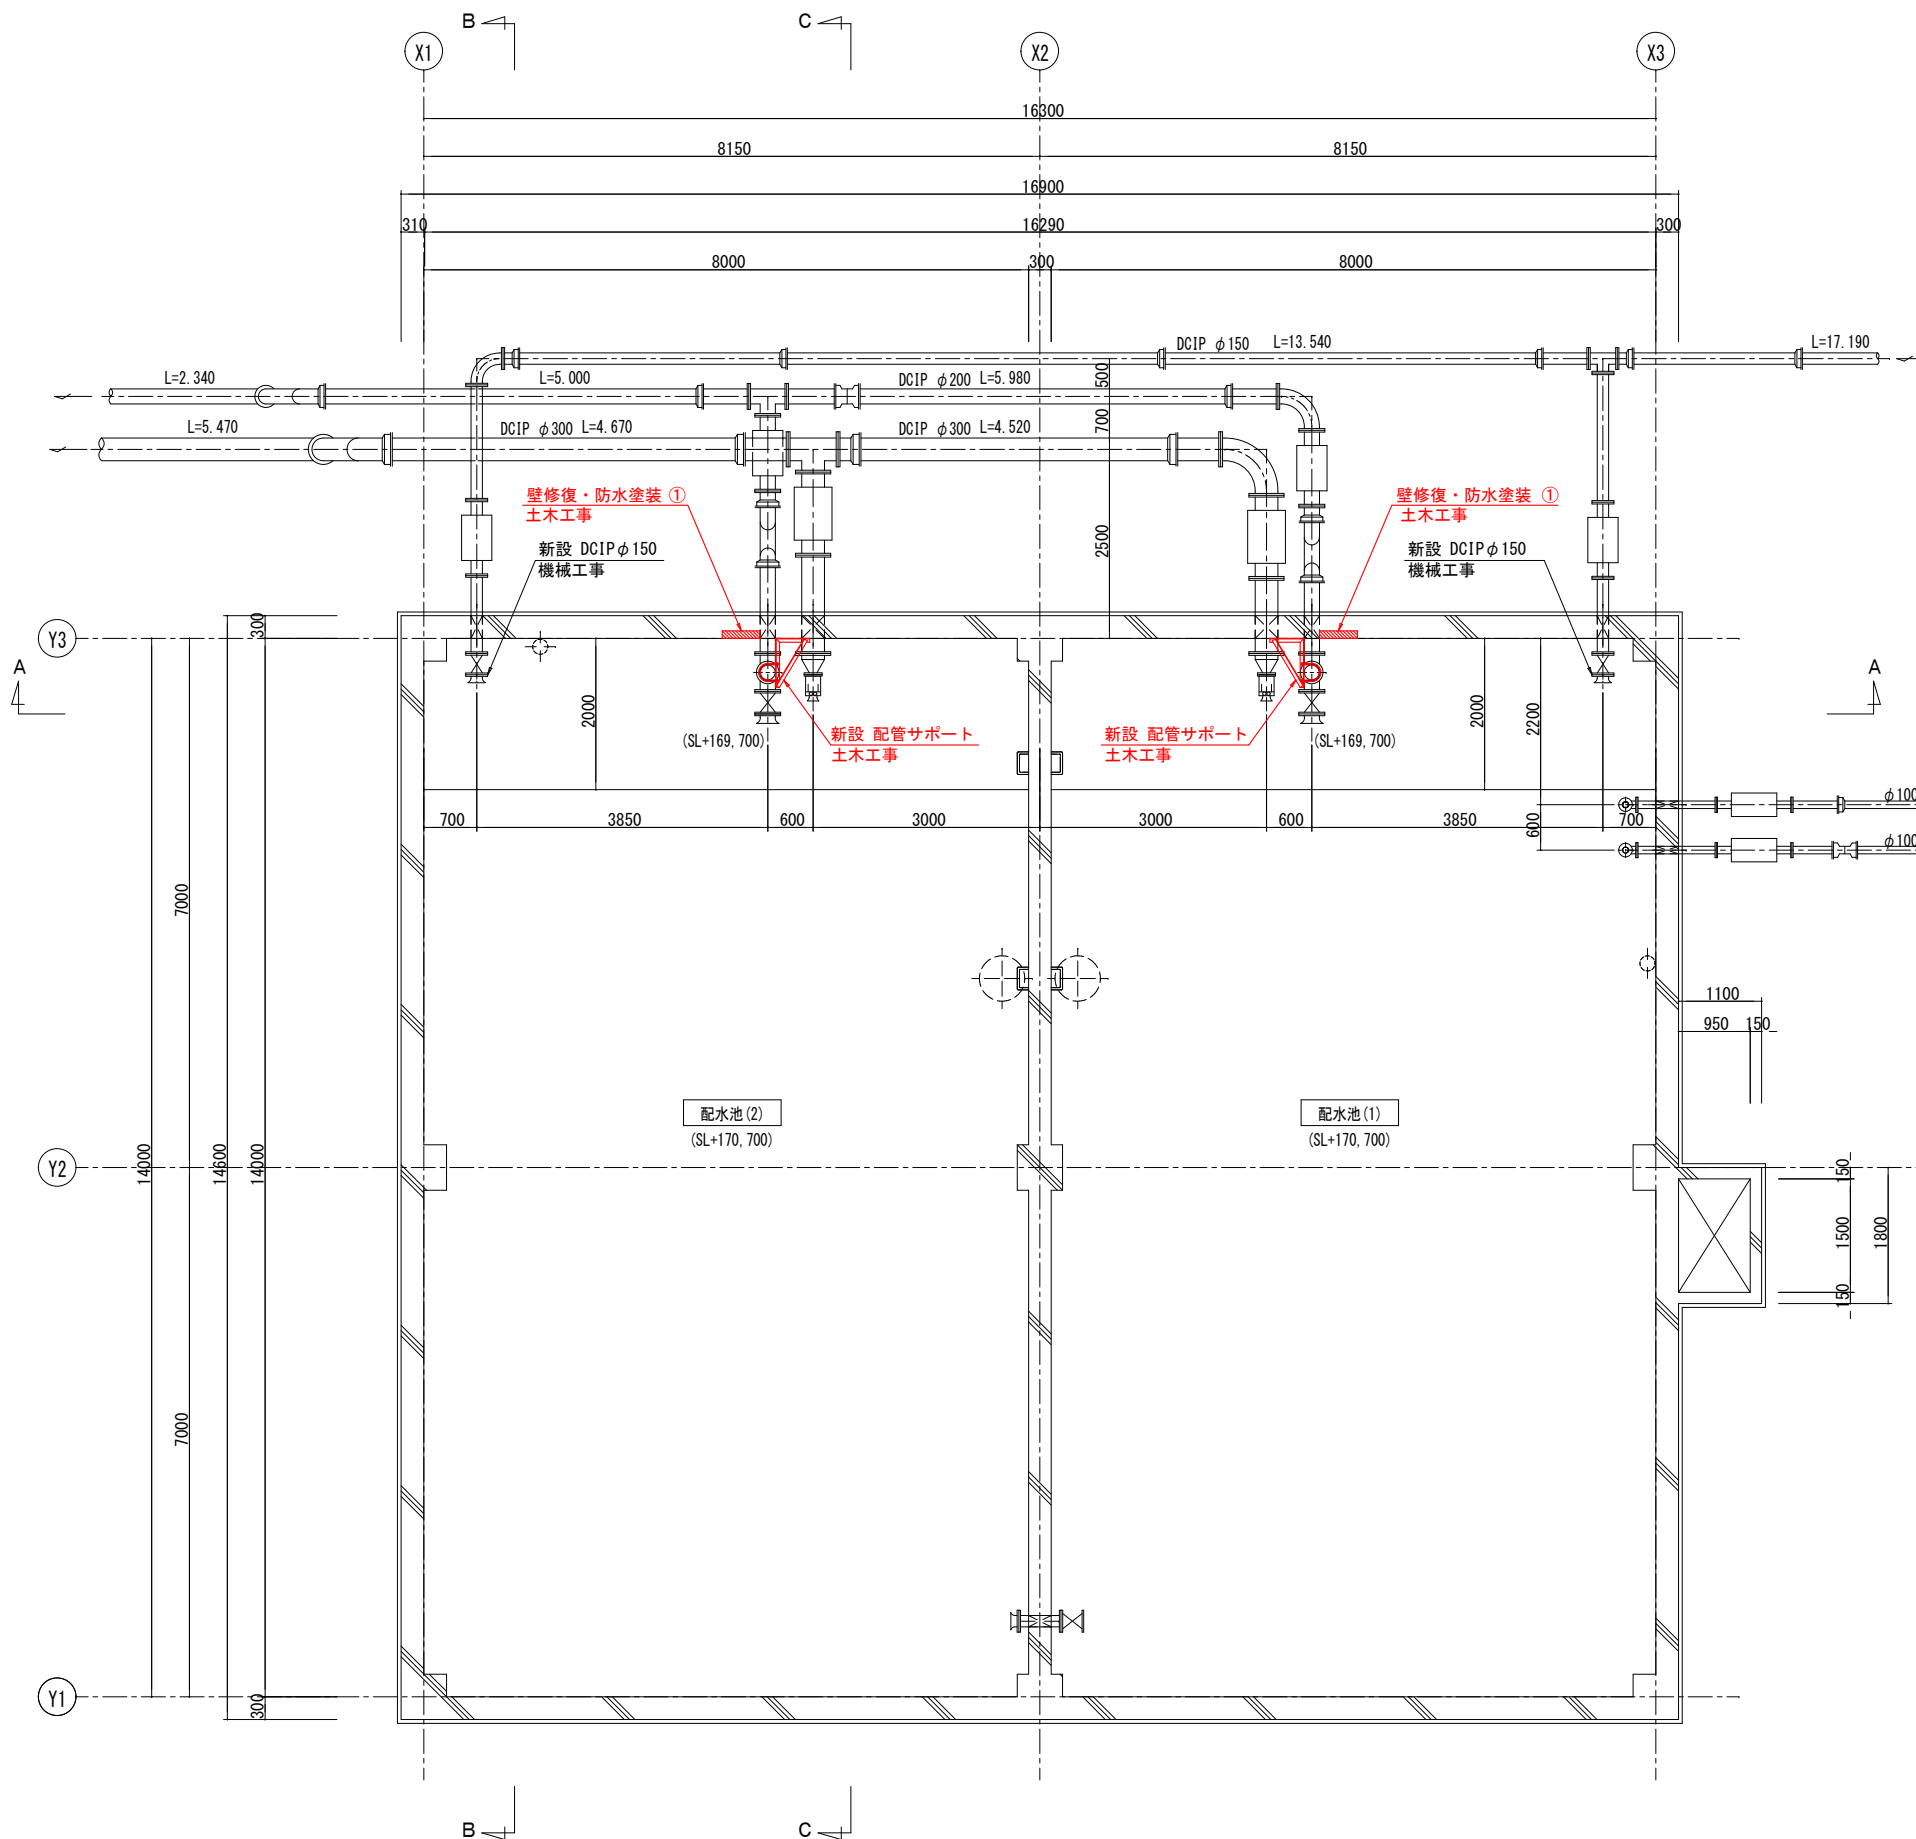 B
C
X1
X2
X3
16300
8150
8150
16900
310
16290
300
8000
300
8000
DCIP φ150
L=13.540
L=17.190
L=2.340
L=5.000
DCIP φ200
L=5.980
500
L=5.470
DCIP φ300
L=4.670
DCIP φ300
L=4.520
700
壁修復・防水塗装 ①
土木工事
壁修復・防水塗装 ①
土木工事
2500
新設 DCIPφ150
機械工事
新設 DCIPφ150
機械工事
300
Y3
A
A
2000
2000
2200
(SL+169,700)
新設 配管サポート
土木工事
新設 配管サポート
土木工事
(SL+169,700)
φ100
700
3850
600
3000
3000
600
3850
600
700
φ100
7000
1100
950
150
配水池(2)
(SL+170,700)
配水池(1)
(SL+170,700)
Y2
14000
14600
14000
150
1500
1800
150
7000
Y1
300
B
C